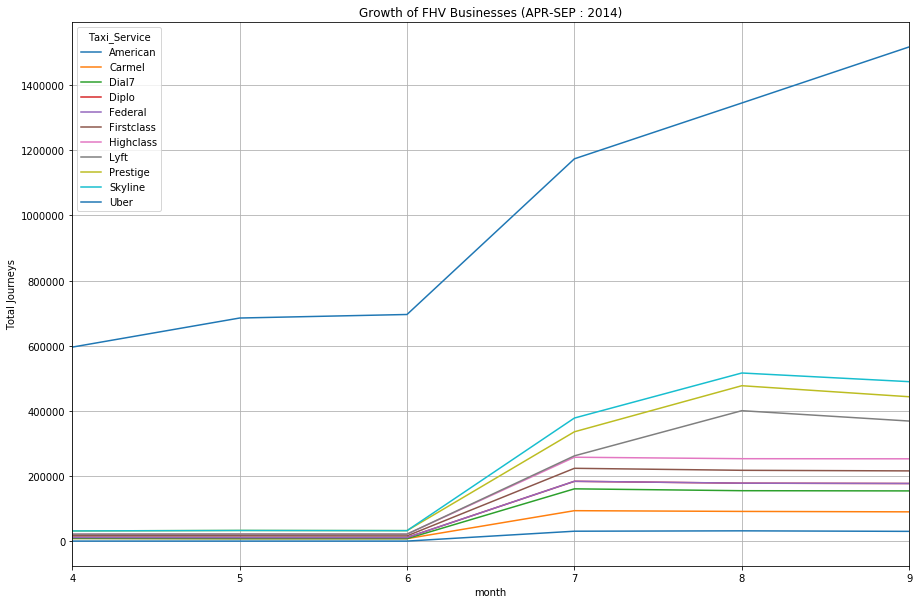 Growth of FHV Businesses (APR-SEP : 2014)
Taxi_Service
American
Carmel
Dial7
Diplo
Federal
Firstclass
Highclass
Lyft
Prestige
Skyline
Uber
1400000
1200000
1000000
800000
600000
400000
200000
0
Total Journeys
4 5 6 7 8 9
month